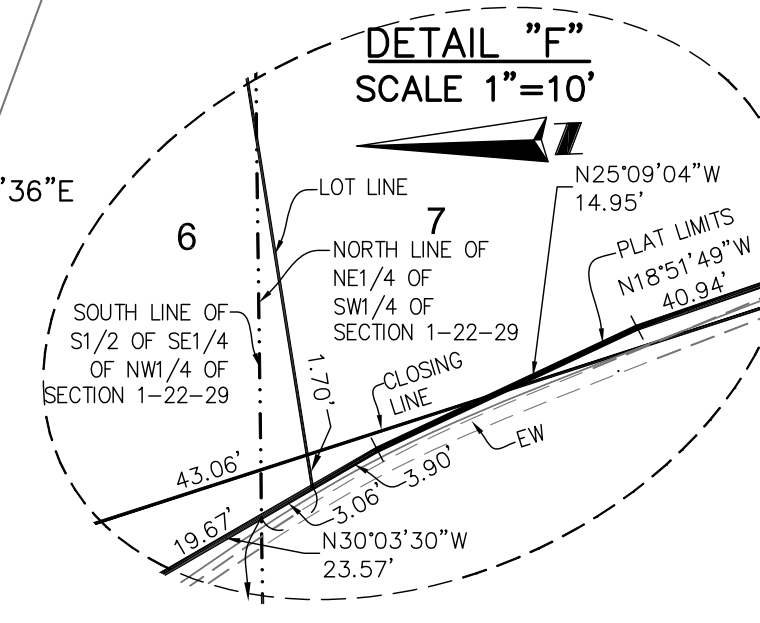 DETAIL "F"
SCALE 1"=10'
'36"E
N25°09'04"W
14.95'
LOT LINE
6
7
PLAT LIMITS
N18°51'49"W
40.94'
NORTH LINE OF
NE1/4 OF
SW1/4 OF
SECTION 1-22-29
SOUTH LINE OF
S1/2 OF SE1/4
OF NW1/4 OF
SECTION 1-22-29
1.70'
CLOSING
LINE
EW
43.06'
3.90'
3.06'
19.67'
N30°03'30"W
23.57'